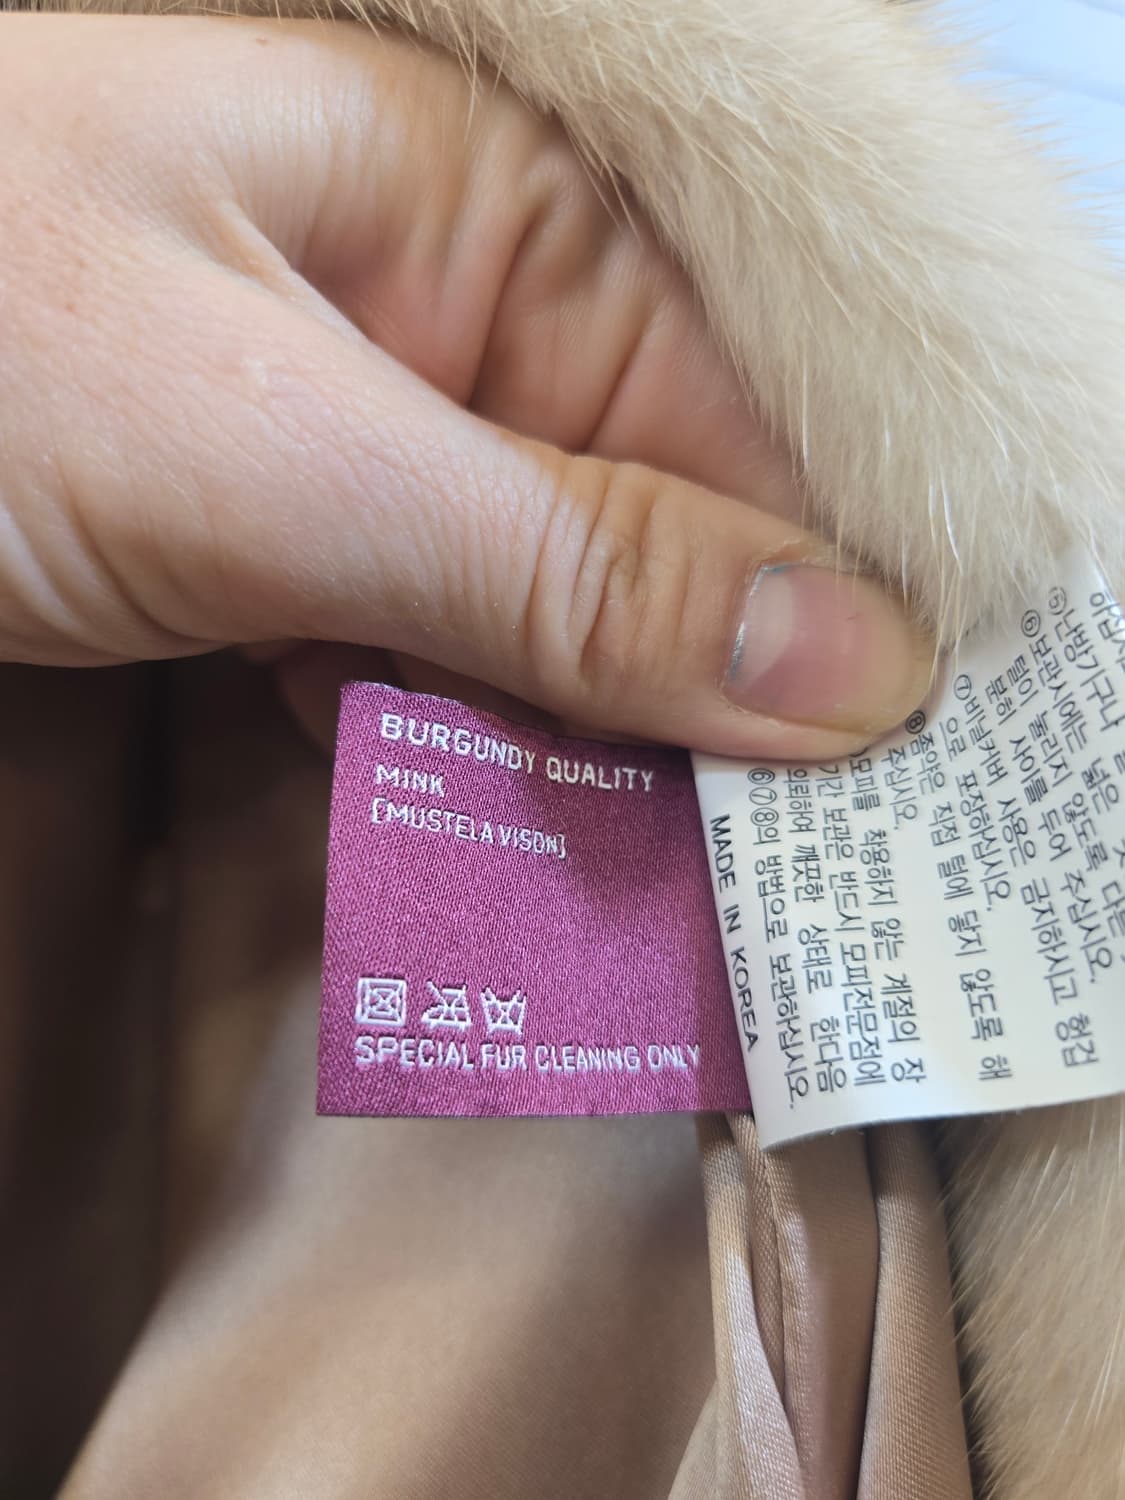 BURGUNDY QUALITY
MINK
[MUSTELA VISON]
SPECIAL FUR CLEANING ONLY
⑤난방기구나
⑥보관시에는 넓은
털이 눌리지 않도록
분히 사이를 두어 주십시오.
⑦비닐커버 사용은 금지하시고 헝겊
으로 포장하십시오.
⑧좀약은 직접 털에 닿지 않도록 해
주십시오.
모피를 착용하지 않는 계절의 장
기간 보관은 반드시 모피전문점에
의뢰하여 깨끗한 상태로 한다음
⑥⑦⑧의 방법으로 보관하십시오.
MADE IN KOREA